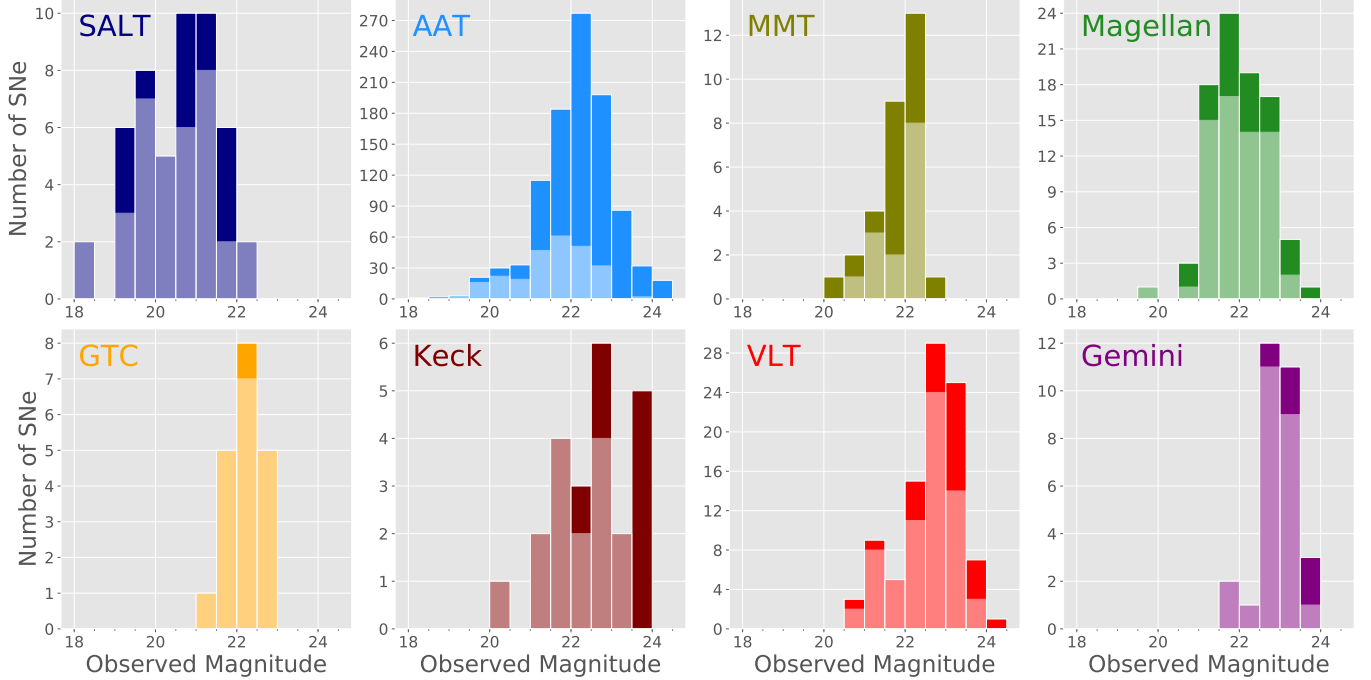 SALT
AAT
MMT
Magellan
Number of SNe
0 2 4 6 8 10
18 20 22 24
0 30 60 90 120 150 180 210 240 270
18 20 22 24
0 2 4 6 8 10 12
18 20 22 24
0 3 6 9 12 15 18 21 24
18 20 22 24
GTC
Keck
VLT
Gemini
Number of SNe
0 1 2 3 4 5 6 7 8
18 20 22 24
0 1 2 3 4 5 6
18 20 22 24
0 4 8 12 16 20 24 28
18 20 22 24
0 2 4 6 8 10 12
18 20 22 24
Observed Magnitude
Observed Magnitude
Observed Magnitude
Observed Magnitude